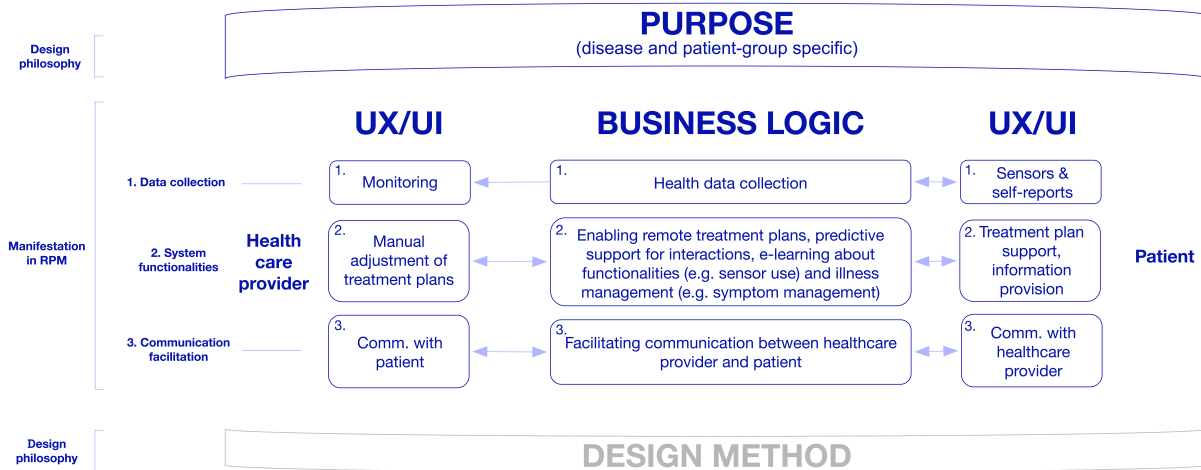 PURPOSE
(disease and patient-group specific)
Design
philosophy
UX/UI
BUSINESS LOGIC
UX/UI
1. Data collection
1.
Monitoring
1.
Health data collection
1.
Sensors &
self-reports
Manifestation
in RPM
2. System
functionalities
Health
care
provider
2.
Manual
adjustment of
treatment plans
2.
Enabling remote treatment plans, predictive
support for interactions, e-learning about
functionalities (e.g. sensor use) and illness
management (e.g. symptom management)
2.
Treatment plan
support,
information
provision
Patient
3. Communication
facilitation
3.
Comm. with
patient
3.
Facilitating communication between healthcare
provider and patient
3.
Comm. with
healthcare
provider
Design
philosophy
DESIGN METHOD